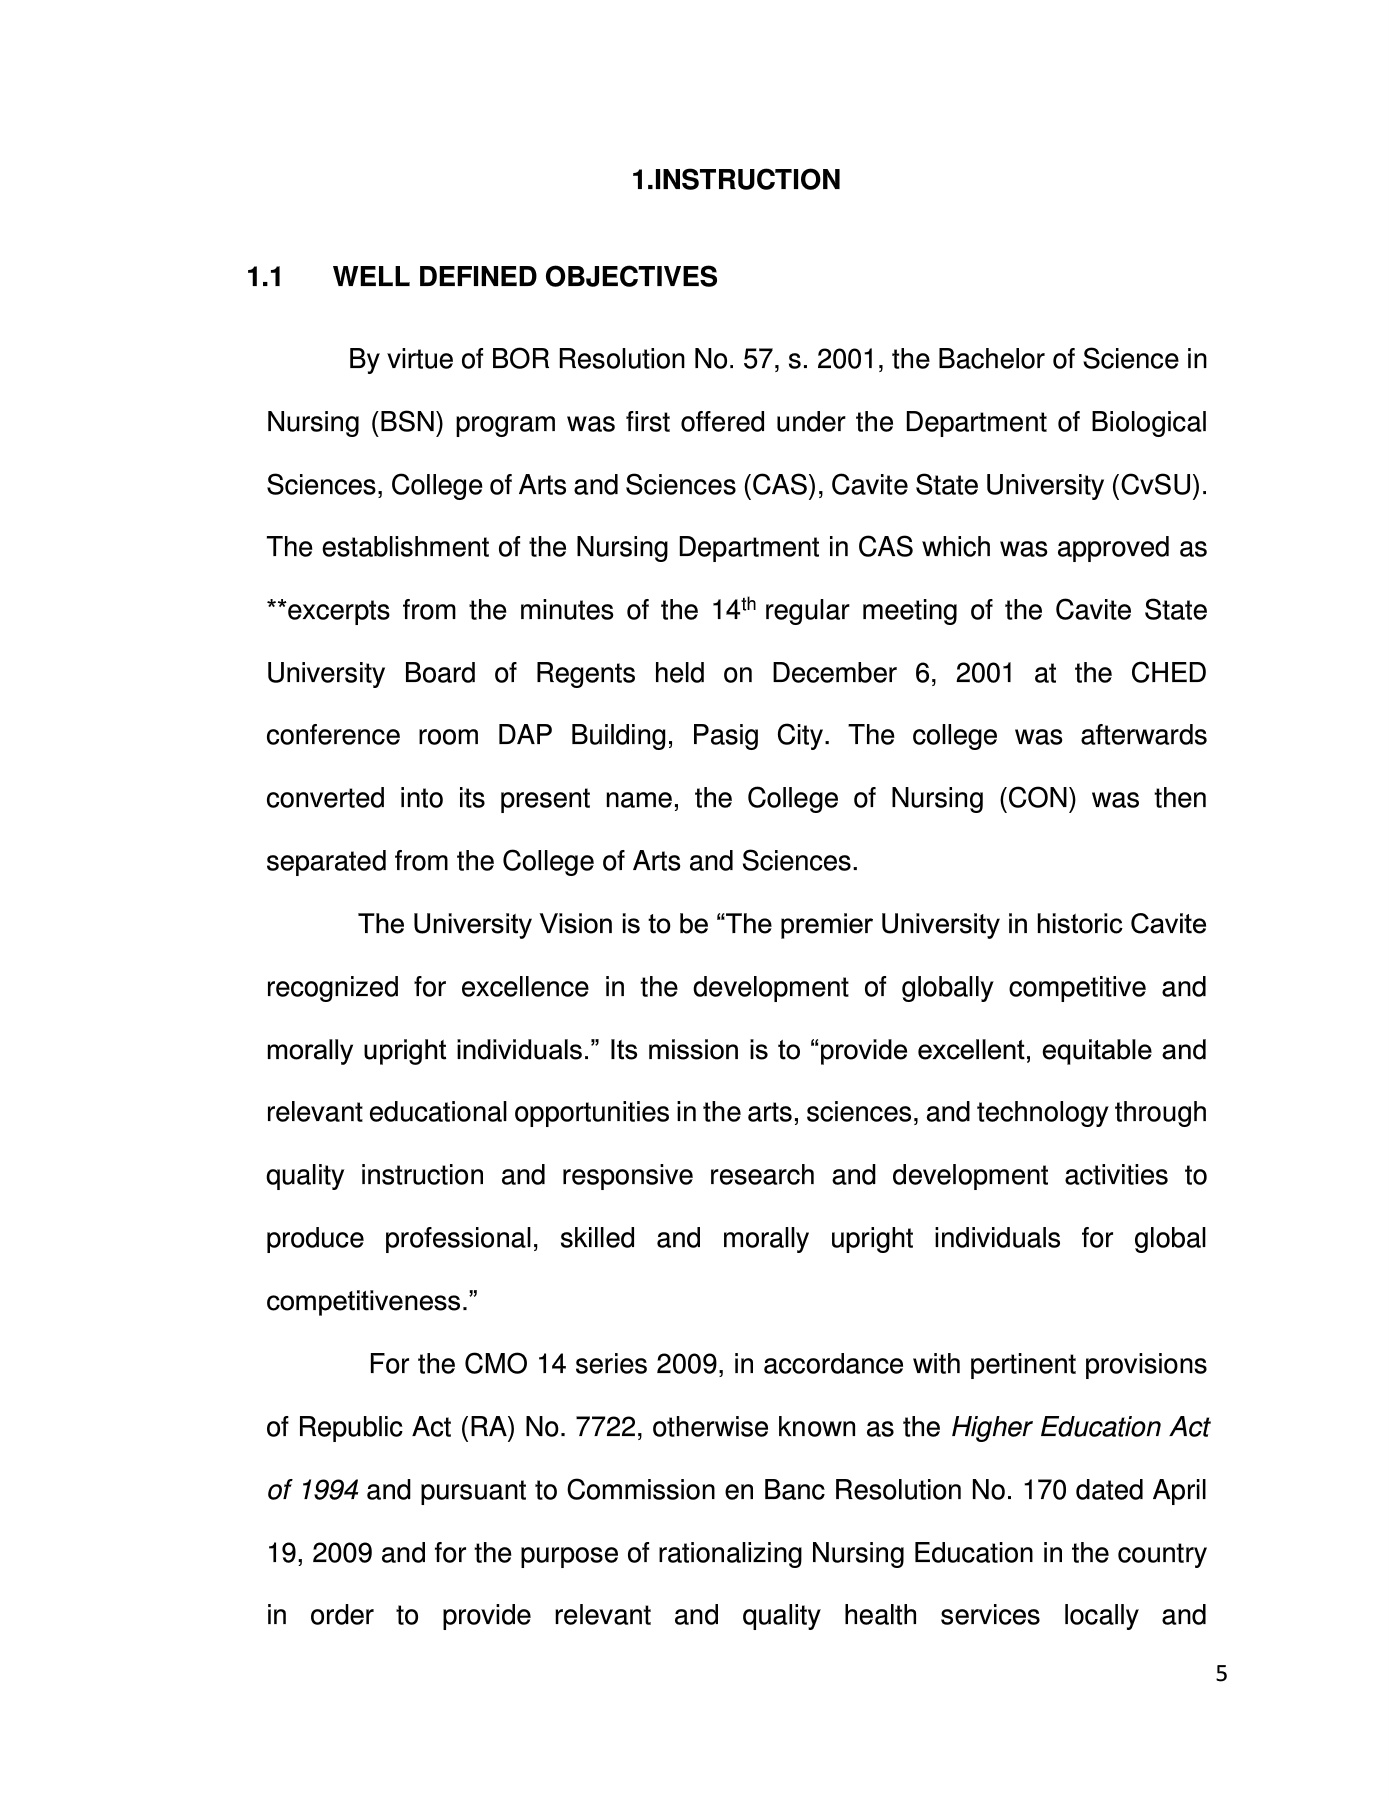 1.INSTRUCTION
1.1 WELL DEFINED OBJECTIVES
By virtue of BOR Resolution No. 57, s. 2001, the Bachelor of Science in
Nursing (BSN) program was first offered under the Department of Biological
Sciences, College of Arts and Sciences (CAS), Cavite State University (CvSU).
The establishment of the Nursing Department in CAS which was approved as
**excerpts from the minutes of the 14th regular meeting of the Cavite State
University Board of Regents held on December 6, 2001 at the CHED
conference room DAP Building, Pasig City. The college was afterwards
converted into its present name, the College of Nursing (CON) was then
separated from the College of Arts and Sciences.
The University Vision is to be “The premier University in historic Cavite
recognized for excellence in the development of globally competitive and
morally upright individuals.” Its mission is to “provide excellent, equitable and
relevant educational opportunities in the arts, sciences, and technology through
quality instruction and responsive research and development activities to
produce professional, skilled and morally upright individuals for global
competitiveness.”
For the CMO 14 series 2009, in accordance with pertinent provisions
of Republic Act (RA) No. 7722, otherwise known as the Higher Education Act
of 1994 and pursuant to Commission en Banc Resolution No. 170 dated April
19, 2009 and for the purpose of rationalizing Nursing Education in the country
in order to provide relevant and quality health services locally and
5